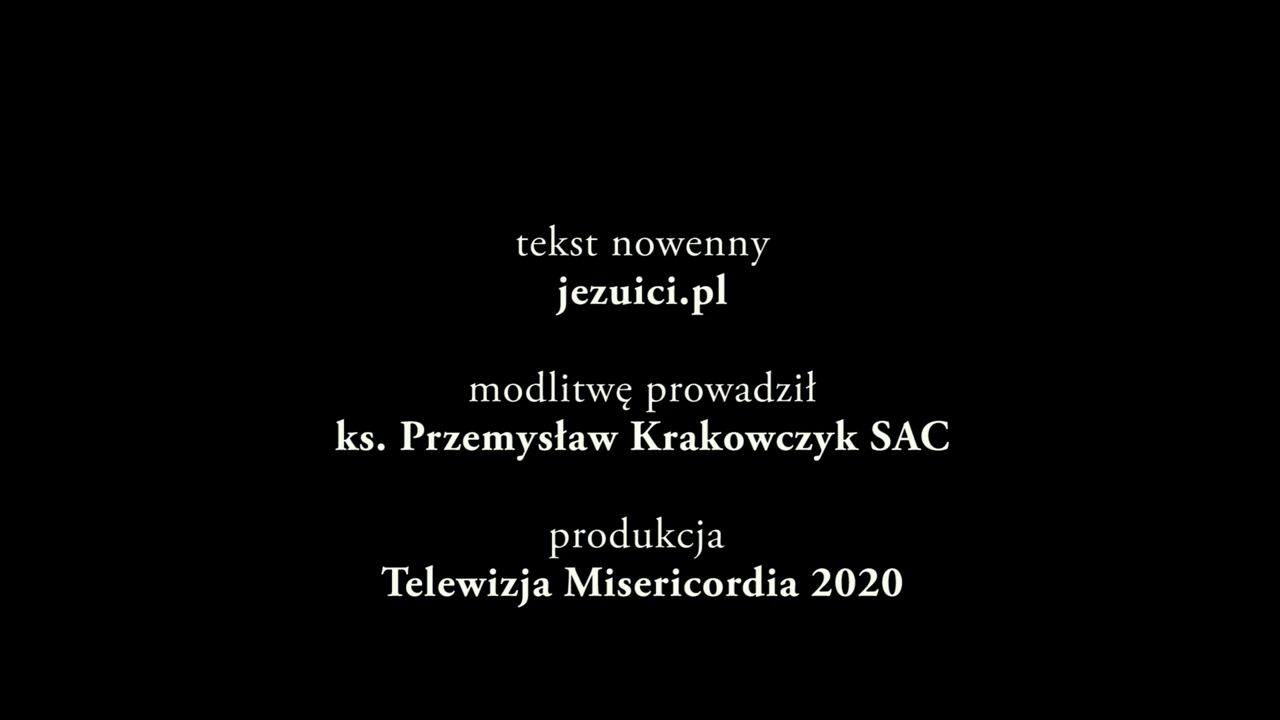 tekst nowenny
jezuici.pl
modlitwę prowadził
ks. Przemysław Krakowczyk SAC
produkcja
Telewizja Misericordia 2020